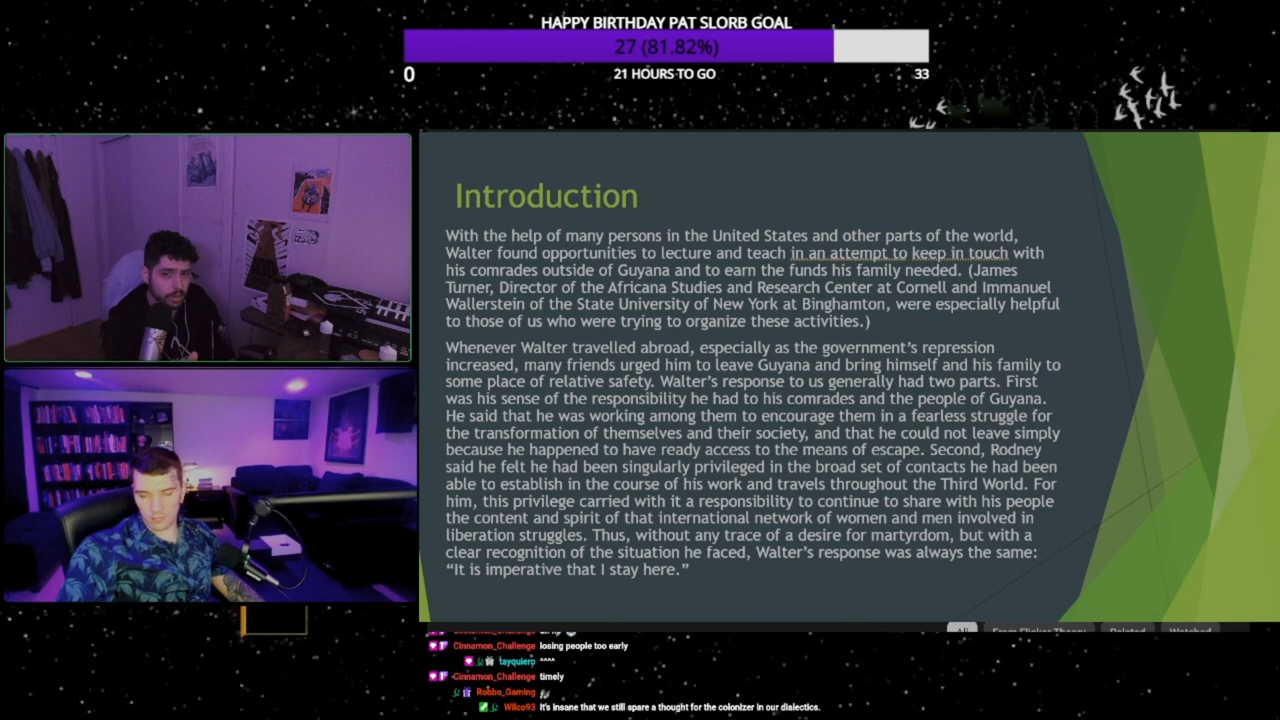 HAPPY BIRTHDAY PAT SLORB GOAL
27 (81.82%)
0
21 HOURS TO GO
33
Introduction
With the help of many persons in the United States and other parts of the world,
Walter found opportunities to lecture and teach in an attempt to keep in touch with
his comrades outside of Guyana and to earn the funds his family needed. (James
Turner, Director of the Africana Studies and Research Center at Cornell and Immanuel
Wallerstein of the State University of New York at Binghamton, were especially helpful
to those of us who were trying to organize these activities.)
Whenever Walter travelled abroad, especially as the government's repression
increased, many friends urged him to leave Guyana and bring himself and his family to
some place of relative safety. Walter's response to us generally had two parts. First
was his sense of the responsibility he had to his comrades and the people of Guyana.
He said that he was working among them to encourage them in a fearless struggle for
the transformation of themselves and their society, and that he could not leave simply
because he happened to have ready access to the means of escape. Second, Rodney
said he felt he had been singularly privileged in the broad set of contacts he had been
able to establish in the course of his work and travels throughout the Third World. For
him, this privilege carried with it a responsibility to continue to share with his people
the content and spirit of that international network of women and men involved in
liberation struggles. Thus, without any trace of a desire for martyrdom, but with a
clear recognition of the situation he faced, Walter's response was always the same:
“It is imperative that I stay here.”
All
Related
Watched
Cinnamon_Challenge
Cinnamon_Challenge losing people too early
tayquiero ^^^^
Cinnamon_Challenge timely
Robbo_Gaming
Wilco93 It's insane that we still spare a thought for the colonizer in our dialectics.